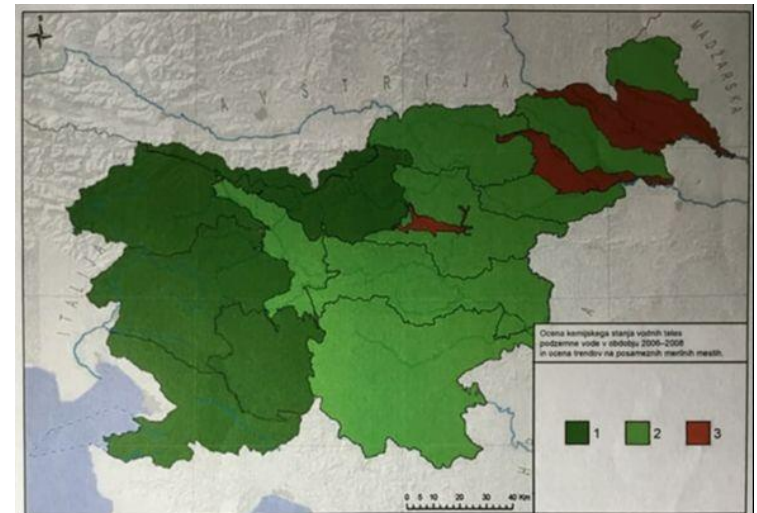 MADŽARSKA
AVSTRIJA
ITALIJA
Ocena kemijskega stanja vodnih teles
podzemne vode v obdobju 2006–2008
in ocena trendov na posameznih merilnih mestih.
1 2 3
0 5 10 20 30 40 Km